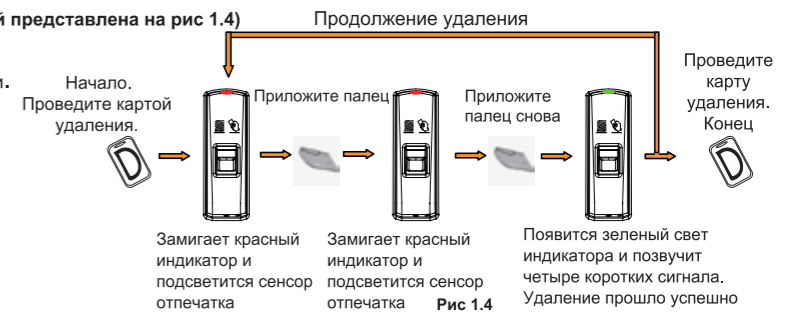 й представлена на рис 1.4)
Продолжение удаления
и.
Начало.
Проведите картой
удаления.
Приложите палец
Приложите
палец снова
Проведите
карту
удаления.
Конец
Замигает красный
индикатор и
подсветится сенсор
отпечатка
Замигает красный
индикатор и
подсветится сенсор
отпечатка
Рис 1.4
Появится зеленый свет
индикатора и позвучит
четыре коротких сигнала.
Удаление прошло успешно
D
D